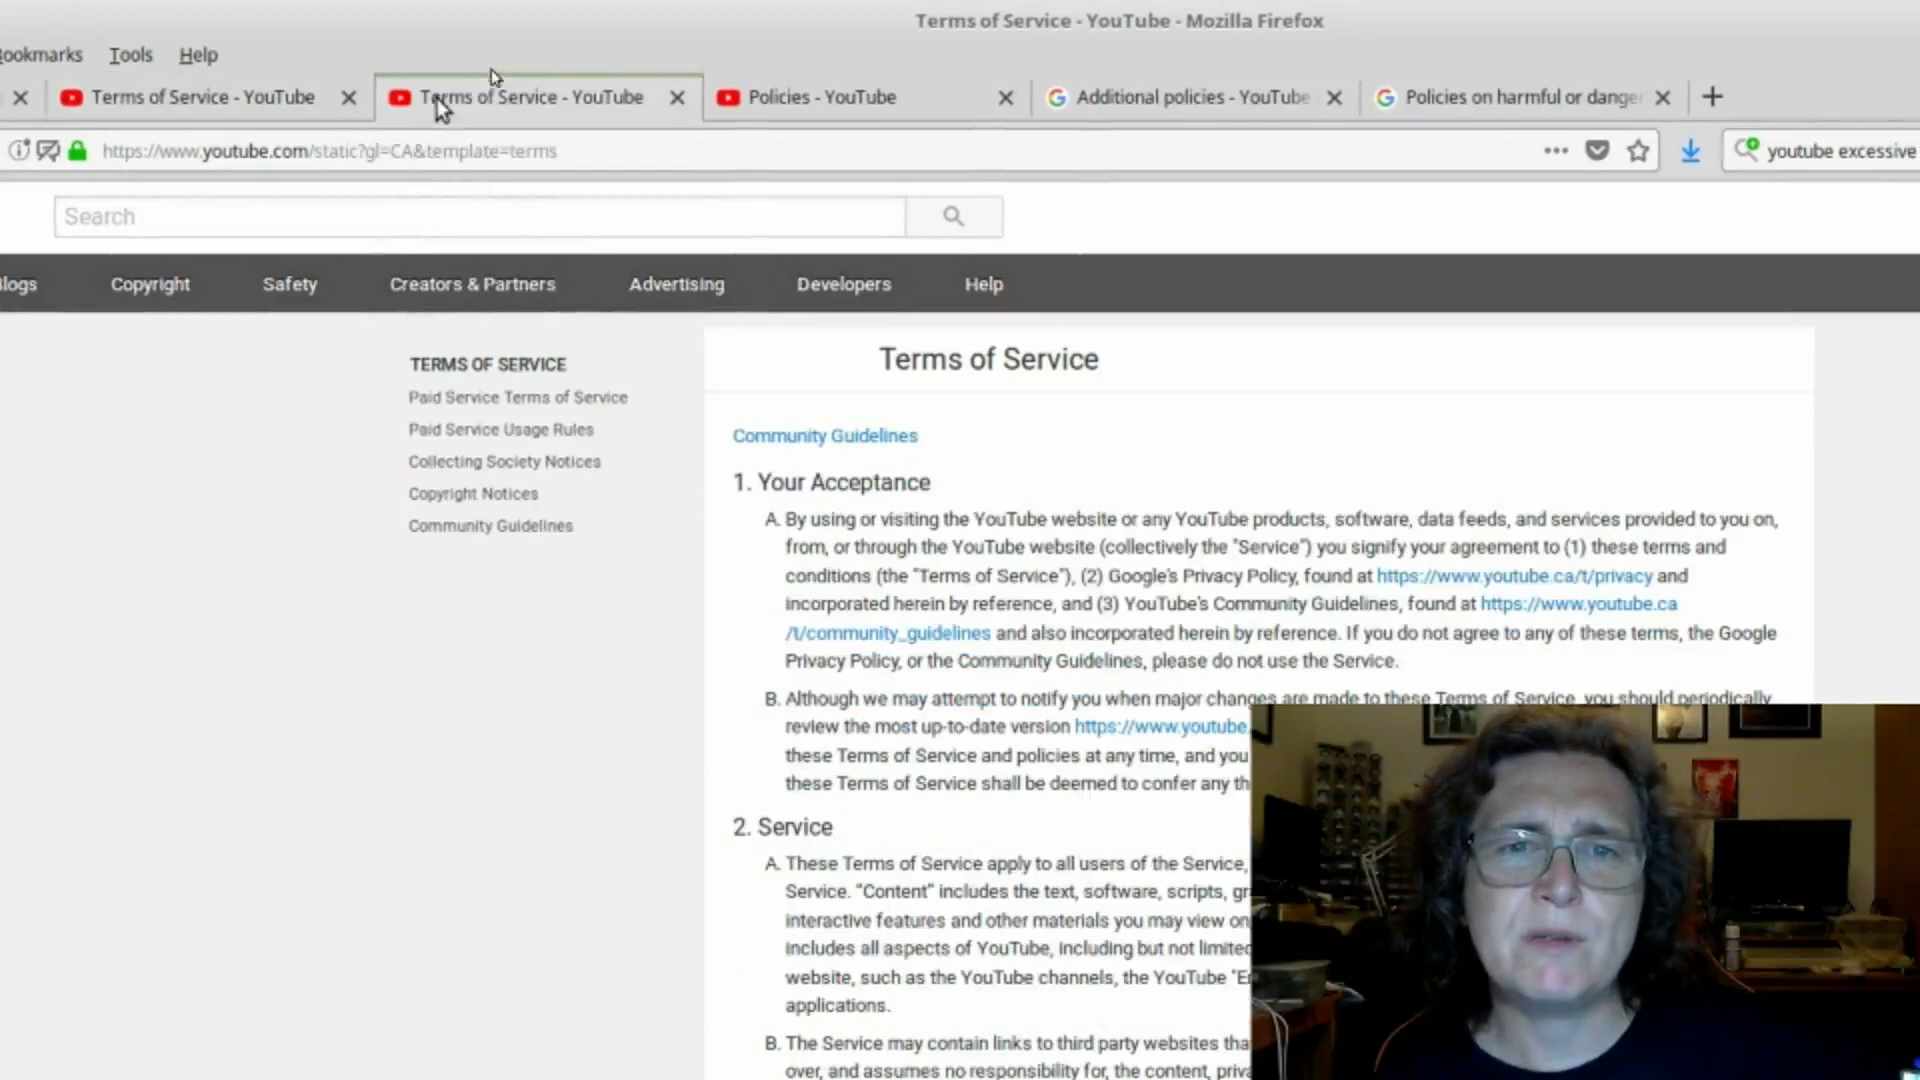 Terms of Service - YouTube - Mozilla Firefox
ookmarks Tools Help
Terms of Service - YouTube Terms of Service - YouTube Policies - YouTube Additional policies - YouTube Policies on harmful or danger
https://www.youtube.com/static?gl=CA&template=terms youtube excessive
Search
logs Copyright Safety Creators & Partners Advertising Developers Help
TERMS OF SERVICE
Paid Service Terms of Service
Paid Service Usage Rules
Collecting Society Notices
Copyright Notices
Community Guidelines
Terms of Service
Community Guidelines
1. Your Acceptance
A. By using or visiting the YouTube website or any YouTube products, software, data feeds, and services provided to you on,
from, or through the YouTube website (collectively the "Service") you signify your agreement to (1) these terms and
conditions (the "Terms of Service"), (2) Google's Privacy Policy, found at https://www.youtube.ca/t/privacy and
incorporated herein by reference, and (3) YouTube's Community Guidelines, found at https://www.youtube.ca
/t/community_guidelines and also incorporated herein by reference. If you do not agree to any of these terms, the Google
Privacy Policy, or the Community Guidelines, please do not use the Service.
B. Although we may attempt to notify you when major changes are made to these Terms of Service, you should periodically
review the most up-to-date version https://www.youtube.
these Terms of Service and policies at any time, and you
these Terms of Service shall be deemed to confer any th
2. Service
A. These Terms of Service apply to all users of the Service,
Service. "Content" includes the text, software, scripts, gr
interactive features and other materials you may view on
includes all aspects of YouTube, including but not limited
website, such as the YouTube channels, the YouTube "E
applications.
B. The Service may contain links to third party websites tha
over, and assumes no responsibility for, the content, priva